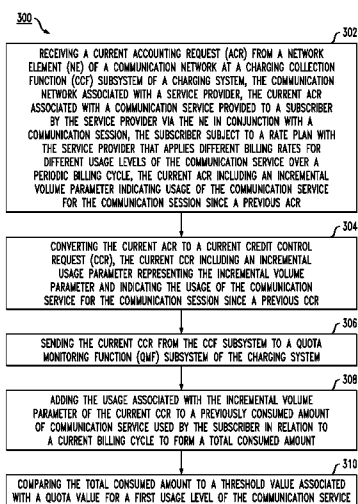 300
302
RECEIVING A CURRENT ACCOUNTING REQUEST (ACR) FROM A NETWORK
ELEMENT (NE) OF A COMMUNICATION NETWORK AT A CHARGING COLLECTION
FUNCTION (CCF) SUBSYSTEM OF A CHARGING SYSTEM, THE COMMUNICATION
NETWORK ASSOCIATED WITH A SERVICE PROVIDER, THE CURRENT ACR
ASSOCIATED WITH A COMMUNICATION SERVICE PROVIDED TO A SUBSCRIBER
BY THE SERVICE PROVIDER VIA THE NE IN CONJUNCTION WITH A
COMMUNICATION SESSION, THE SUBSCRIBER SUBJECT TO A RATE PLAN WITH
THE SERVICE PROVIDER THAT APPLIES DIFFERENT BILLING RATES FOR
DIFFERENT USAGE LEVELS OF THE COMMUNICATION SERVICE OVER A
PERIODIC BILLING CYCLE, THE CURRENT ACR INCLUDING AN INCREMENTAL
VOLUME PARAMETER INDICATING USAGE OF THE COMMUNICATION SERVICE
FOR THE COMMUNICATION SESSION SINCE A PREVIOUS ACR
304
CONVERTING THE CURRENT ACR TO A CURRENT CREDIT CONTROL
REQUEST (CCR), THE CURRENT CCR INCLUDING AN INCREMENTAL
USAGE PARAMETER REPRESENTING THE INCREMENTAL VOLUME
PARAMETER AND INDICATING THE USAGE OF THE COMMUNICATION
SERVICE FOR THE COMMUNICATION SESSION SINCE A PREVIOUS CCR
306
SENDING THE CURRENT CCR FROM THE CCF SUBSYSTEM TO A QUOTA
MONITORING FUNCTION (QMF) SUBSYSTEM OF THE CHARGING SYSTEM
308
ADDING THE USAGE ASSOCIATED WITH THE INCREMENTAL VOLUME
PARAMETER OF THE CURRENT CCR TO A PREVIOUSLY CONSUMED AMOUNT
OF COMMUNICATION SERVICE USED BY THE SUBSCRIBER IN RELATION TO
A CURRENT BILLING CYCLE TO FORM A TOTAL CONSUMED AMOUNT
310
COMPARING THE TOTAL CONSUMED AMOUNT TO A THRESHOLD VALUE ASSOCIATED
WITH A QUOTA VALUE FOR A FIRST USAGE LEVEL OF THE COMMUNICATION SERVICE